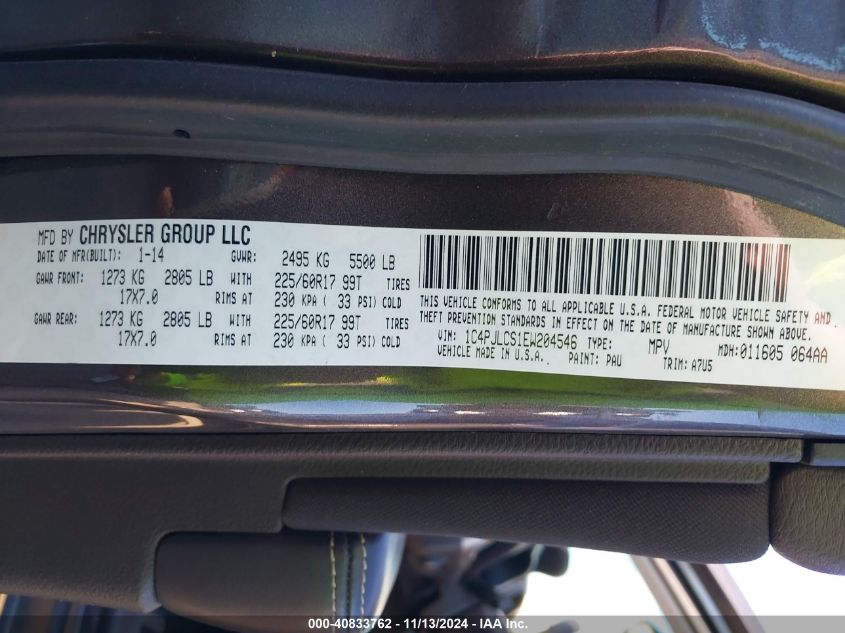 MFD BY CHRYSLER GROUP LLC
DATE OF MFR(BUILT): 1-14 GVWR: 2495 KG 5500 LB
GAWR FRONT: 1273 KG 2805 LB WITH 225/60R17 99T TIRES
17X7.0 RIMS AT 230 KPA ( 33 PSI) COLD
GAWR REAR: 1273 KG 2805 LB WITH 225/60R17 99T TIRES
17X7.0 RIMS AT 230 KPA ( 33 PSI) COLD
THIS VEHICLE CONFORMS TO ALL APPLICABLE U.S.A. FEDERAL MOTOR VEHICLE SAFETY AND
THEFT PREVENTION STANDARDS IN EFFECT ON THE DATE OF MANUFACTURE SHOWN ABOVE.
VIN: 1C4PJLCS1EW204546 TYPE: MPV MDH: 011605 064AA
VEHICLE MADE IN U.S.A. PAINT: PAU TRIM: A7U5
000-40833762 - 11/13/2024 - IAA Inc.